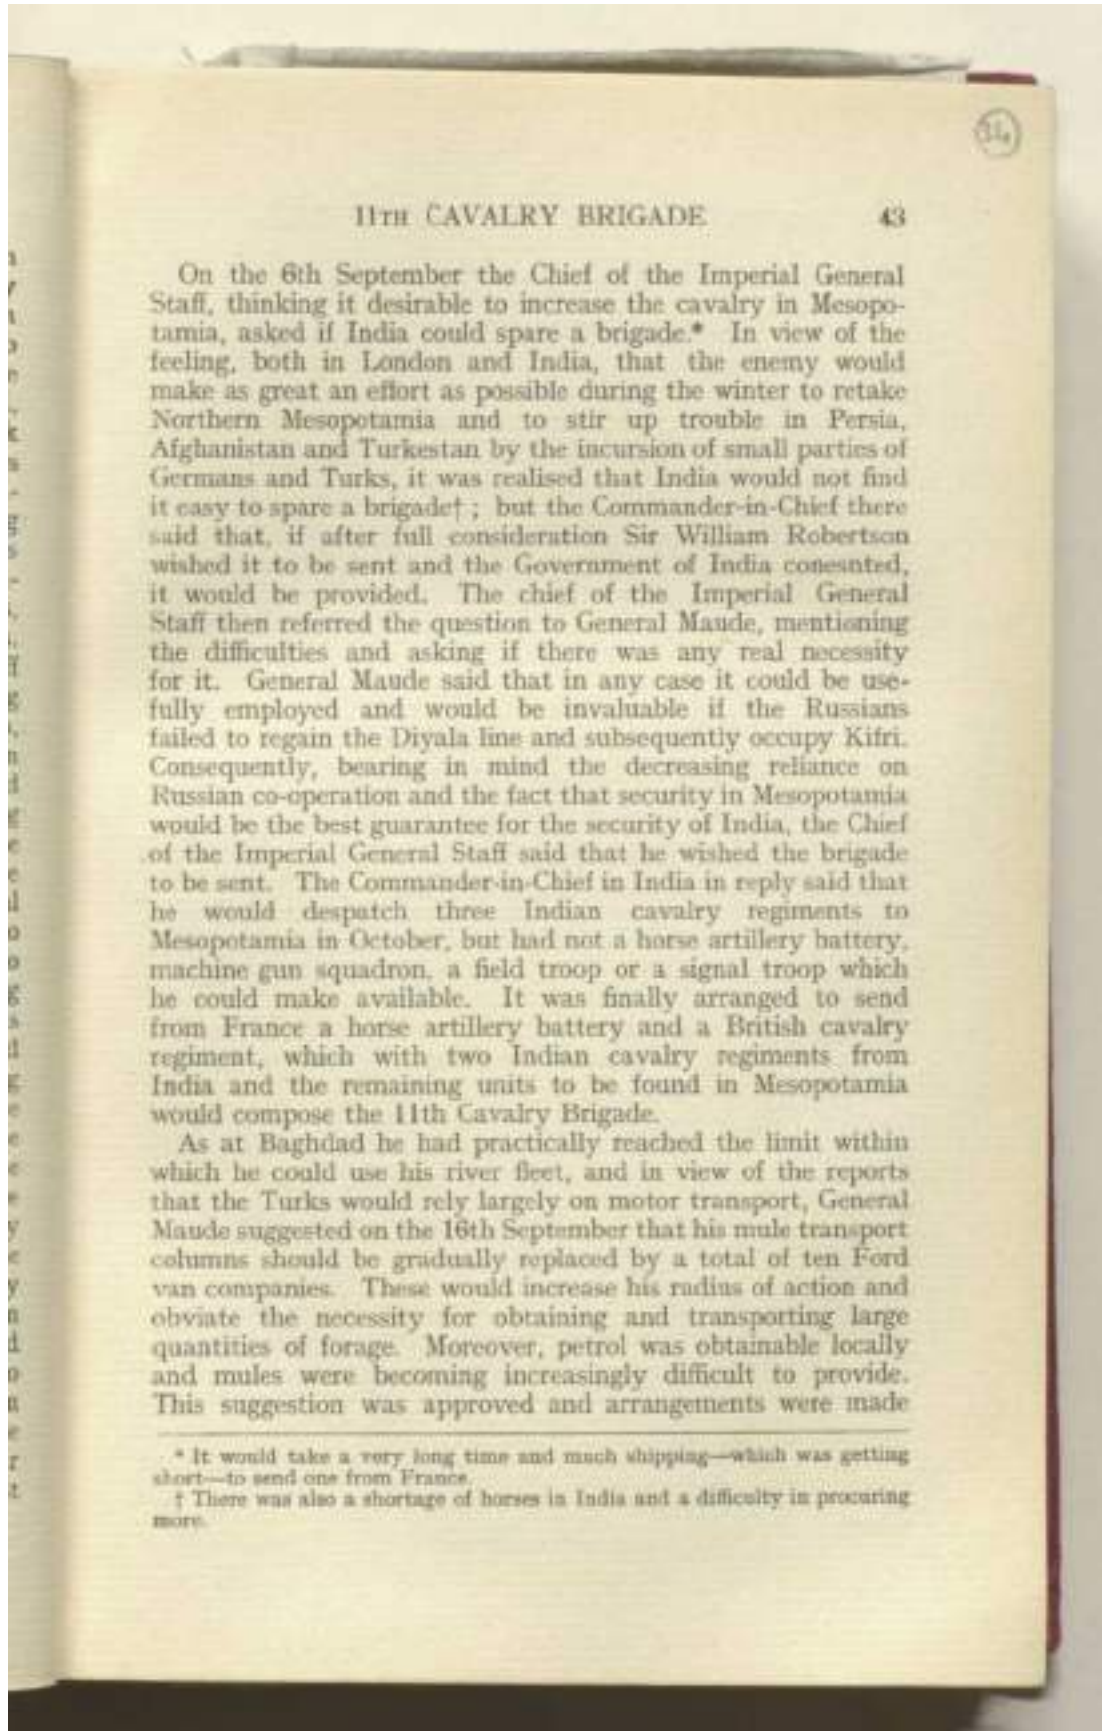 11TH CAVALRY BRIGADE 43
On the 6th September the Chief of the Imperial General
Staff, thinking it desirable to increase the cavalry in Mesopo-
tamia, asked if India could spare a brigade.* In view of the
feeling, both in London and India, that the enemy would
make as great an effort as possible during the winter to retake
Northern Mesopotamia and to stir up trouble in Persia,
Afghanistan and Turkestan by the incursion of small parties of
Germans and Turks, it was realised that India would not find
it easy to spare a brigade† ; but the Commander-in-Chief there
said that, if after full consideration Sir William Robertson
wished it to be sent and the Government of India conesnted,
it would be provided. The chief of the Imperial General
Staff then referred the question to General Maude, mentioning
the difficulties and asking if there was any real necessity
for it. General Maude said that in any case it could be use-
fully employed and would be invaluable if the Russians
failed to regain the Diyala line and subsequently occupy Kifri.
Consequently, bearing in mind the decreasing reliance on
Russian co-operation and the fact that security in Mesopotamia
would be the best guarantee for the security of India, the Chief
of the Imperial General Staff said that he wished the brigade
to be sent. The Commander-in-Chief in India in reply said that
he would despatch three Indian cavalry regiments to
Mesopotamia in October, but had not a horse artillery battery,
machine gun squadron, a field troop or a signal troop which
he could make available. It was finally arranged to send
from France a horse artillery battery and a British cavalry
regiment, which with two Indian cavalry regiments from
India and the remaining units to be found in Mesopotamia
would compose the 11th Cavalry Brigade.
As at Baghdad he had practically reached the limit within
which he could use his river fleet, and in view of the reports
that the Turks would rely largely on motor transport, General
Maude suggested on the 16th September that his mule transport
columns should be gradually replaced by a total of ten Ford
van companies. These would increase his radius of action and
obviate the necessity for obtaining and transporting large
quantities of forage. Moreover, petrol was obtainable locally
and mules were becoming increasingly difficult to provide.
This suggestion was approved and arrangements were made
* It would take a very long time and much shipping—which was getting
short—to send one from France.
† There was also a shortage of horses in India and a difficulty in procuring
more.